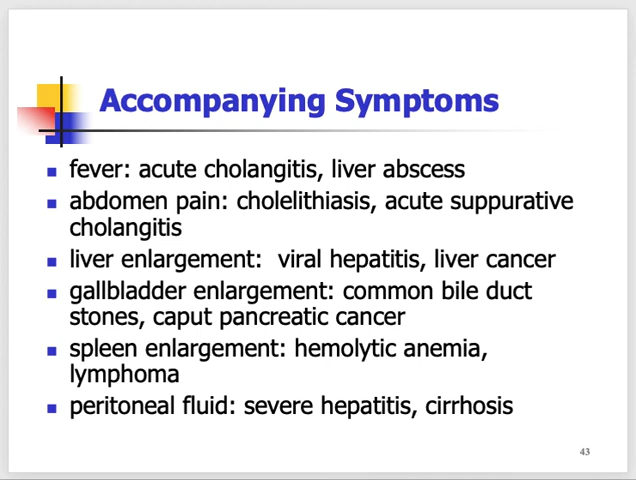 Accompanying Symptoms
fever: acute cholangitis, liver abscess
abdomen pain: cholelithiasis, acute suppurative
cholangitis
liver enlargement:  viral hepatitis, liver cancer
gallbladder enlargement: common bile duct
stones, caput pancreatic cancer
spleen enlargement: hemolytic anemia,
lymphoma
peritoneal fluid: severe hepatitis, cirrhosis
43